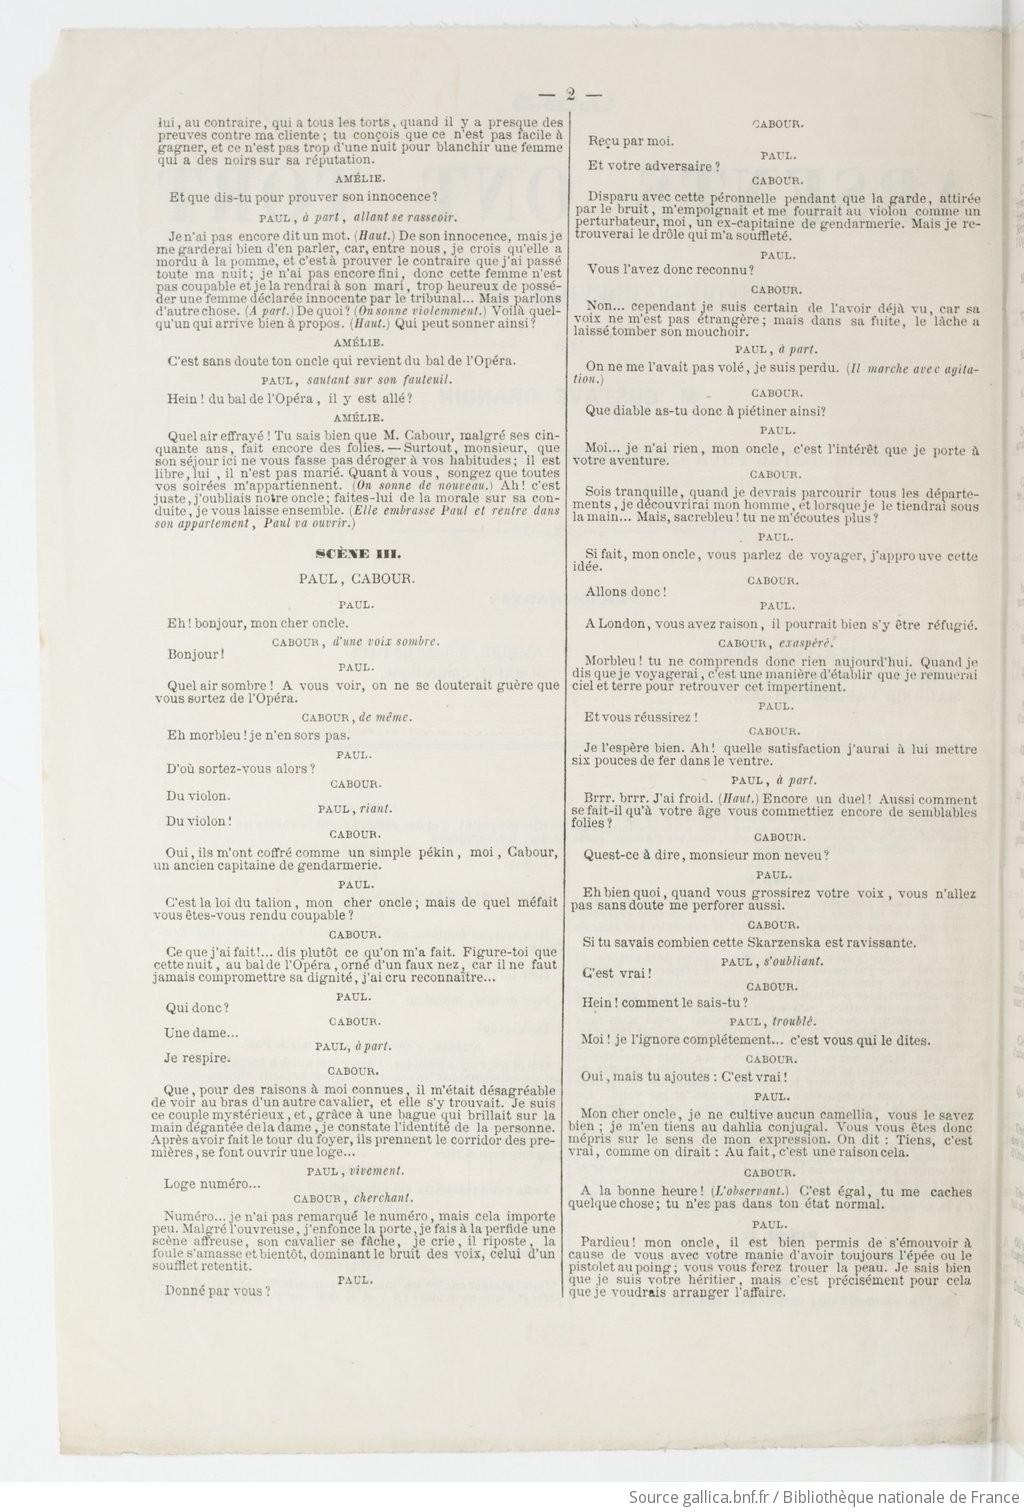 — 2 —
lui, au contraire, qui a tous les torts, quand il y a presque des
preuves contre ma cliente; tu conçois que ce n'est pas facile à
gagner, et ce n'est pas trop d'une nuit pour blanchir une femme
qui a des noirs sur sa réputation.
AMÉLIE.
Et que dis-tu pour prouver son innocence?
PAUL, à part, allant se rasseoir.
Je n'ai pas encore dit un mot. (Haut.) De son innocence, mais je
me garderai bien d'en parler, car, entre nous, je crois qu'elle a
mordu à la pomme, et c'est à prouver le contraire que j'ai passé
toute ma nuit; je n'ai pas encore fini, donc cette femme n'est
pas coupable et je la rendrai à son mari, trop heureux de possé-
der une femme déclarée innocente par le tribunal... Mais parlons
d'autre chose. (A part.) De quoi? (On sonne violemment.) Voilà quel-
qu'un qui arrive bien à propos. (Haut.) Qui peut sonner ainsi?
AMÉLIE.
C'est sans doute ton oncle qui revient du bal de l'Opéra.
PAUL, sautant sur son fauteuil.
Hein! du bal de l'Opéra, il y est allé?
AMÉLIE.
Quel air effrayé! Tu sais bien que M. Cabour, malgré ses cin-
quante ans, fait encore des folies. — Surtout, monsieur, que
son séjour ici ne vous fasse pas déroger à vos habitudes; il est
libre, lui, il n'est pas marié. Quant à vous, songez que toutes
vos soirées m'appartiennent. (On sonne de nouveau.) Ah! c'est
juste, j'oubliais notre oncle; faites-lui de la morale sur sa con-
duite, je vous laisse ensemble. (Elle embrasse Paul et rentre dans
son appartement, Paul va ouvrir.)
SCÈNE III.
PAUL, CABOUR.
PAUL.
Eh! bonjour, mon cher oncle.
CABOUR, d'une voix sombre.
Bonjour!
PAUL.
Quel air sombre! A vous voir, on ne se douterait guère que
vous sortez de l'Opéra.
CABOUR, de même.
Eh morbleu! je n'en sors pas.
PAUL.
D'où sortez-vous alors?
CABOUR.
Du violon.
PAUL, riant.
Du violon!
CABOUR.
Oui, ils m'ont coffré comme un simple pékin, moi, Cabour,
un ancien capitaine de gendarmerie.
PAUL.
C'est la loi du talion, mon cher oncle; mais de quel méfait
vous êtes-vous rendu coupable?
CABOUR.
Ce que j'ai fait!... dis plutôt ce qu'on m'a fait. Figure-toi que
cette nuit, au bal de l'Opéra, orné d'un faux nez, car il ne faut
jamais compromettre sa dignité, j'ai cru reconnaître...
PAUL.
Qui donc?
CABOUR.
Une dame...
PAUL, à part.
Je respire.
CABOUR.
Que, pour des raisons à moi connues, il m'était désagréable
de voir au bras d'un autre cavalier, et elle s'y trouvait. Je suis
ce couple mystérieux, et, grâce à une bague qui brillait sur la
main dégantée de la dame, je constate l'identité de la personne.
Après avoir fait le tour du foyer, ils prennent le corridor des pre-
mières, se font ouvrir une loge...
PAUL, vivement.
Loge numéro...
CABOUR, cherchant.
Numéro... je n'ai pas remarqué le numéro, mais cela importe
peu. Malgré l'ouvreuse, j'enfonce la porte, je fais à la perfide une
scène affreuse, son cavalier se fâche, je crie, il riposte, la
foule s'amasse et bientôt, dominant le bruit des voix, celui d'un
soufflet retentit.
PAUL.
Donné par vous?
CABOUR.
Reçu par moi.
PAUL.
Et votre adversaire?
CABOUR.
Disparu avec cette péronnelle pendant que la garde, attirée
par le bruit, m'empoignait et me fourrait au violon comme un
perturbateur, moi, un ex-capitaine de gendarmerie. Mais je re-
trouverai le drôle qui m'a souffleté.
PAUL.
Vous l'avez donc reconnu?
CABOUR.
Non... cependant je suis certain de l'avoir déjà vu, car sa
voix ne m'est pas étrangère; mais dans sa fuite, le lâche a
laissé tomber son mouchoir.
PAUL, à part.
On ne me l'avait pas volé, je suis perdu. (Il marche avec agita-
tion.)
CABOUR.
Que diable as-tu donc à piétiner ainsi?
PAUL.
Moi... je n'ai rien, mon oncle, c'est l'intérêt que je porte à
votre aventure.
CABOUR.
Sois tranquille, quand je devrais parcourir tous les départe-
ments, je découvrirai mon homme, et lorsque je le tiendrai sous
la main... Mais, sacrebleu! tu ne m'écoutes plus?
PAUL.
Si fait, mon oncle, vous parlez de voyager, j'approuve cette
idée.
CABOUR.
Allons donc!
PAUL.
A London, vous avez raison, il pourrait bien s'y être réfugié.
CABOUR, exaspéré.
Morbleu! tu ne comprends donc rien aujourd'hui. Quand je
dis que je voyagerai, c'est une manière d'établir que je remuerai
ciel et terre pour retrouver cet impertinent.
PAUL.
Et vous réussirez!
CABOUR.
Je l'espère bien. Ah! quelle satisfaction j'aurai à lui mettre
six pouces de fer dans le ventre.
PAUL, à part.
Brrr. brrr. J'ai froid. (Haut.) Encore un duel! Aussi comment
se fait-il qu'à votre âge vous commettiez encore de semblables
folies?
CABOUR.
Quest-ce à dire, monsieur mon neveu?
PAUL.
Eh bien quoi, quand vous grossirez votre voix, vous n'allez
pas sans doute me perforer aussi.
CABOUR.
Si tu savais combien cette Skarzenska est ravissante.
PAUL, s'oubliant.
C'est vrai!
CABOUR.
Hein! comment le sais-tu?
PAUL, troublé.
Moi! je l'ignore complétement... c'est vous qui le dites.
CABOUR.
Oui, mais tu ajoutes: C'est vrai!
PAUL.
Mon cher oncle, je ne cultive aucun camellia, vous le savez
bien; je m'en tiens au dahlia conjugal. Vous vous êtes donc
mépris sur le sens de mon expression. On dit: Tiens, c'est
vrai, comme on dirait: Au fait, c'est une raison cela.
CABOUR.
A la bonne heure! (L'observant.) C'est égal, tu me caches
quelque chose; tu n'es pas dans ton état normal.
PAUL.
Pardieu! mon oncle, il est bien permis de s'émouvoir à
cause de vous avec votre manie d'avoir toujours l'épée ou le
pistolet au poing; vous vous ferez trouer la peau. Je sais bien
que je suis votre héritier, mais c'est précisément pour cela
que je voudrais arranger l'affaire.
Source gallica.bnf.fr / Bibliothèque nationale de France